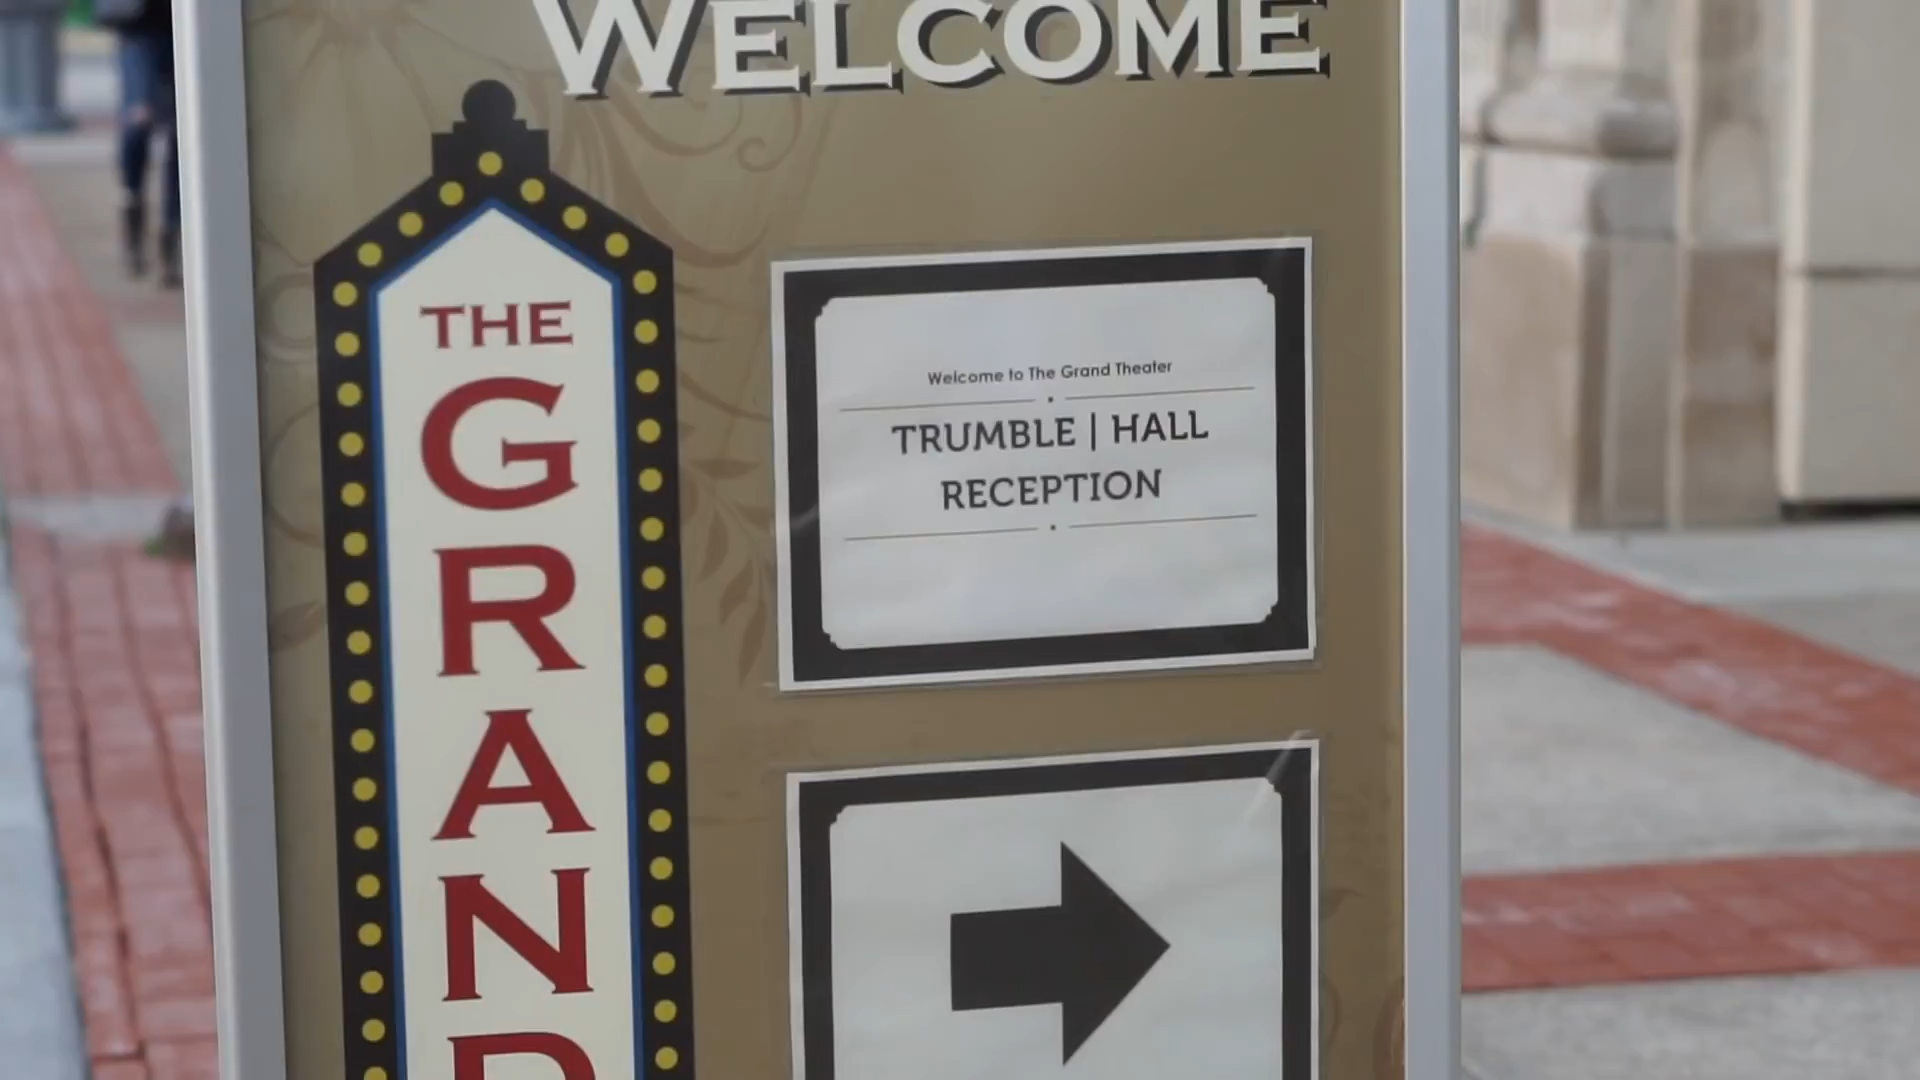 WELCOME
THE
GRAND
Welcome to The Grand Theater
TRUMBLE | HALL
RECEPTION